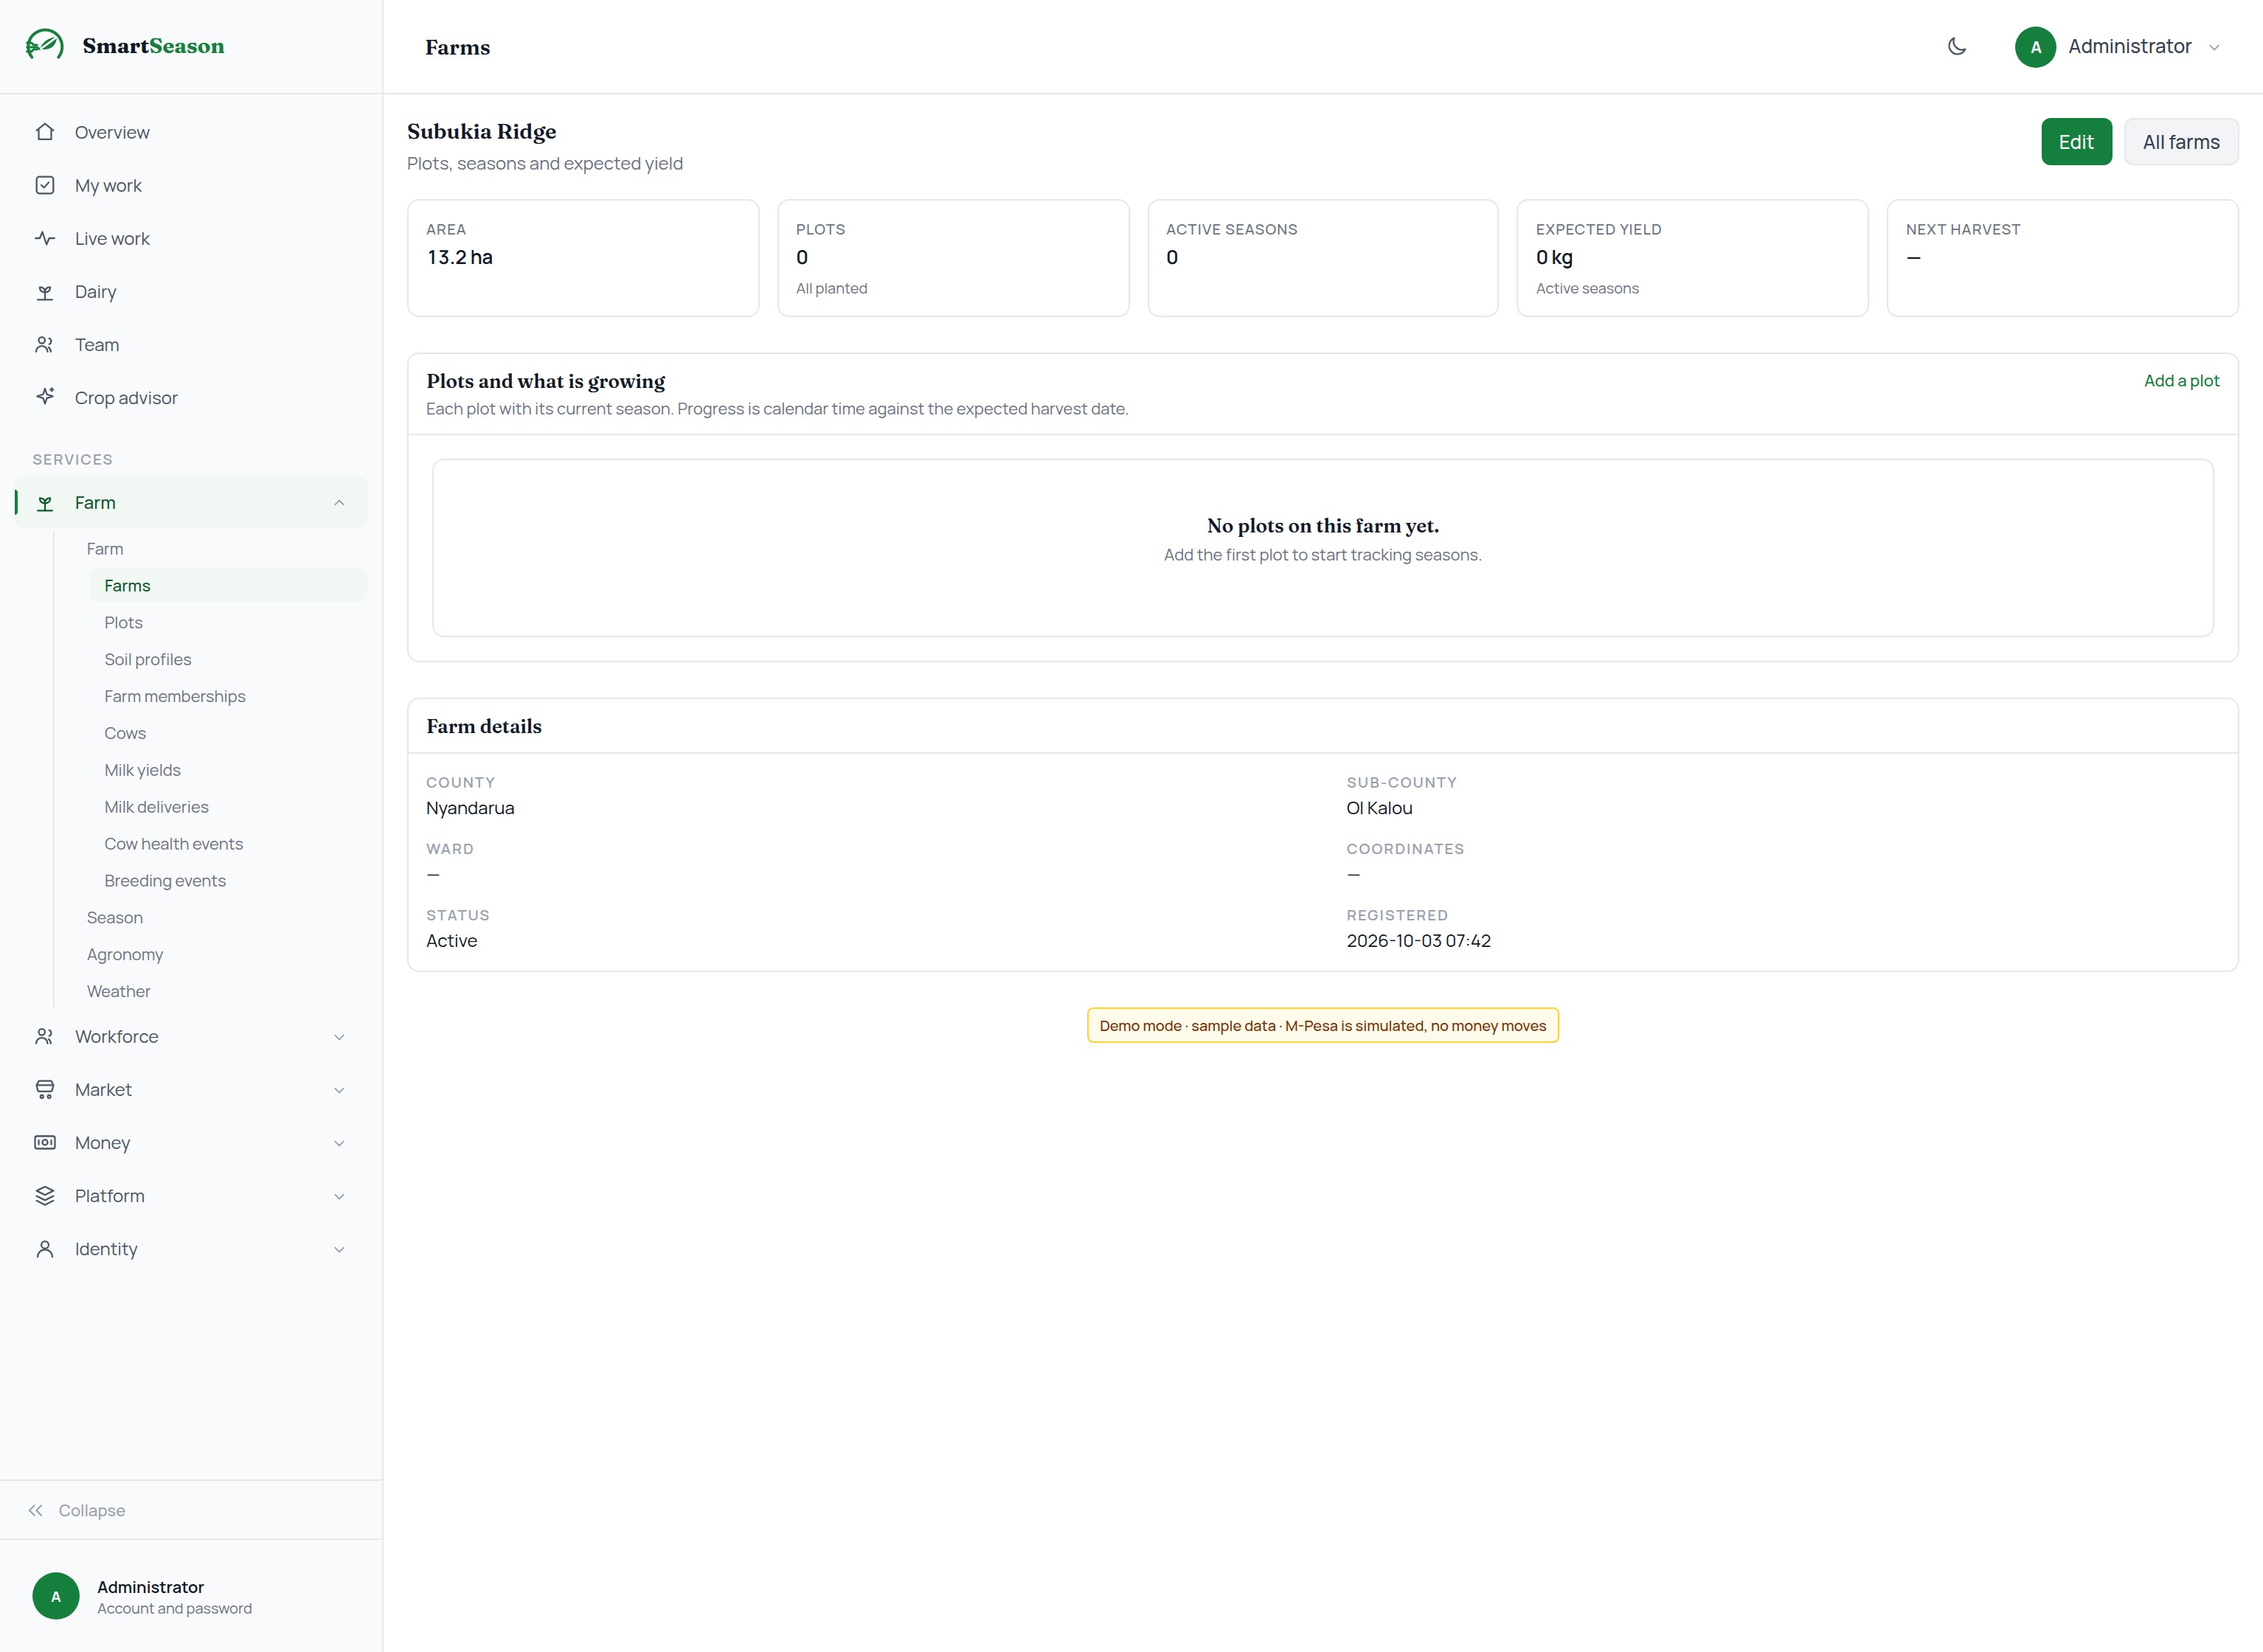 SmartSeason
Farms
A
Administrator
Overview
My work
Live work
Dairy
Team
Crop advisor
SERVICES
Farm
Farm
Farms
Plots
Soil profiles
Farm memberships
Cows
Milk yields
Milk deliveries
Cow health events
Breeding events
Season
Agronomy
Weather
Workforce
Market
Money
Platform
Identity
Collapse
A
Administrator
Account and password
Subukia Ridge
Plots, seasons and expected yield
Edit
All farms
AREA
13.2 ha
PLOTS
0
All planted
ACTIVE SEASONS
0
EXPECTED YIELD
0 kg
Active seasons
NEXT HARVEST
—
Plots and what is growing
Add a plot
Each plot with its current season. Progress is calendar time against the expected harvest date.
No plots on this farm yet.
Add the first plot to start tracking seasons.
Farm details
COUNTY
Nyandarua
SUB-COUNTY
Ol Kalou
WARD
—
COORDINATES
—
STATUS
Active
REGISTERED
2026-10-03 07:42
Demo mode · sample data · M-Pesa is simulated, no money moves